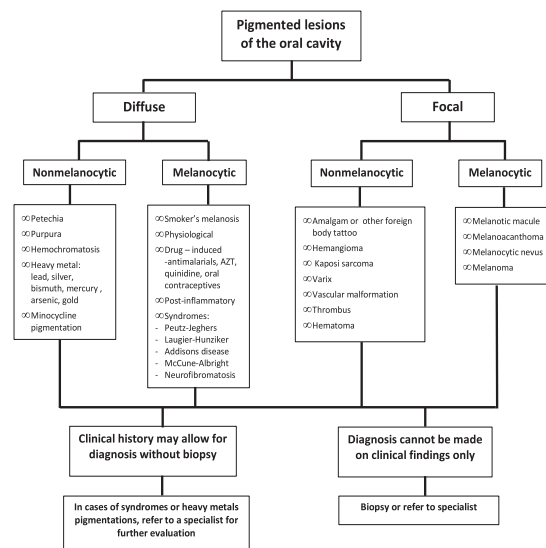 Pigmented lesions
of the oral cavity
Diffuse
Focal
Nonmelanocytic
Melanocytic
Nonmelanocytic
Melanocytic
∞Petechia
∞Purpura
∞Hemochromatosis
∞Heavy metal:
lead, silver,
bismuth, mercury ,
arsenic, gold
∞Minocycline
pigmentation
∞Smoker's melanosis
∞Physiological
∞Drug – induced
-antimalarials, AZT,
quinidine, oral
contraceptives
∞Post-inflammatory
∞Syndromes:
- Peutz-Jeghers
- Laugier-Hunziker
- Addisons disease
- McCune-Albright
- Neurofibromatosis
∞Amalgam or other foreign
body tattoo
∞Hemangioma
∞ Kaposi sarcoma
∞Varix
∞Vascular malformation
∞Thrombus
∞Hematoma
∞Melanotic macule
∞Melanoacanthoma
∞Melanocytic nevus
∞Melanoma
Clinical history may allow for
diagnosis without biopsy
Diagnosis cannot be made
on clinical findings only
In cases of syndromes or heavy metals
pigmentations, refer to a specialist for
further evaluation
Biopsy or refer to specialist